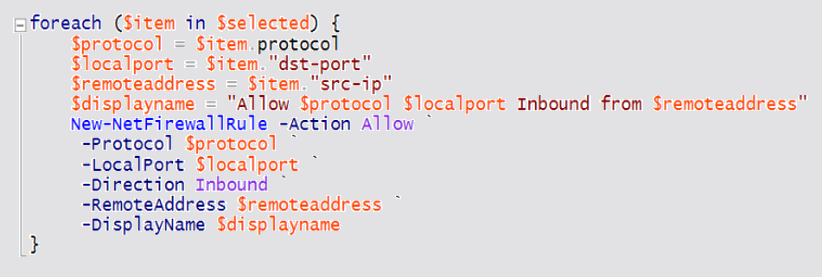 foreach ($item in $selected) {
    $protocol = $item.protocol
    $localport = $item."dst-port"
    $remoteaddress = $item."src-ip"
    $displayname = "Allow $protocol $localport Inbound from $remoteaddress"
    New-NetFirewallRule -Action Allow `
     -Protocol $protocol `
     -LocalPort $localport `
     -Direction Inbound `
     -RemoteAddress $remoteaddress `
     -DisplayName $displayname
}